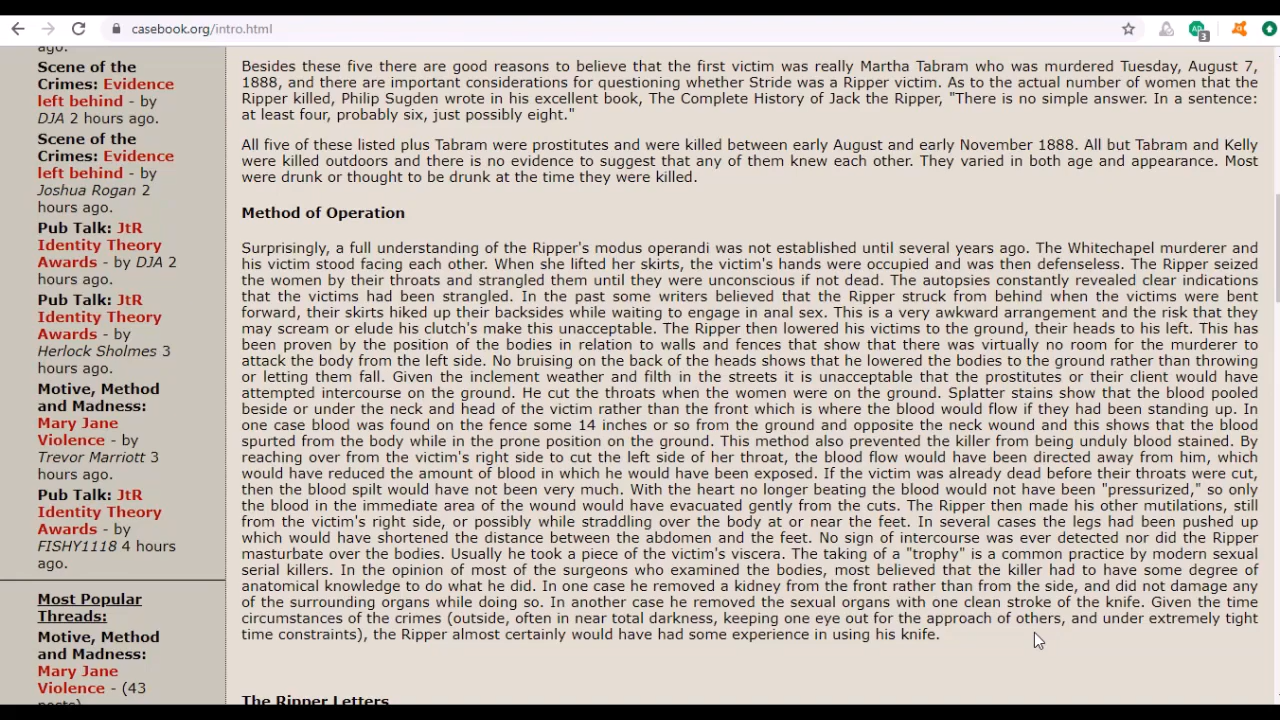 casebook.org/intro.html
3
ago.
Scene of the
Crimes: Evidence
left behind - by
DJA 2 hours ago.
Scene of the
Crimes: Evidence
left behind - by
Joshua Rogan 2
hours ago.
Pub Talk: JtR
Identity Theory
Awards - by DJA 2
hours ago.
Pub Talk: JtR
Identity Theory
Awards - by
Herlock Sholmes 3
hours ago.
Motive, Method
and Madness:
Mary Jane
Violence - by
Trevor Marriott 3
hours ago.
Pub Talk: JtR
Identity Theory
Awards - by
FISHY1118 4 hours
ago.
Most Popular
Threads:
Motive, Method
and Madness:
Mary Jane
Violence - (43
posts)
Besides these five there are good reasons to believe that the first victim was really Martha Tabram who was murdered Tuesday, August 7,
1888, and there are important considerations for questioning whether Stride was a Ripper victim. As to the actual number of women that the
Ripper killed, Philip Sugden wrote in his excellent book, The Complete History of Jack the Ripper, "There is no simple answer. In a sentence:
at least four, probably six, just possibly eight."
All five of these listed plus Tabram were prostitutes and were killed between early August and early November 1888. All but Tabram and Kelly
were killed outdoors and there is no evidence to suggest that any of them knew each other. They varied in both age and appearance. Most
were drunk or thought to be drunk at the time they were killed.
Method of Operation
Surprisingly, a full understanding of the Ripper's modus operandi was not established until several years ago. The Whitechapel murderer and
his victim stood facing each other. When she lifted her skirts, the victim's hands were occupied and was then defenseless. The Ripper seized
the women by their throats and strangled them until they were unconscious if not dead. The autopsies constantly revealed clear indications
that the victims had been strangled. In the past some writers believed that the Ripper struck from behind when the victims were bent
forward, their skirts hiked up their backsides while waiting to engage in anal sex. This is a very awkward arrangement and the risk that they
may scream or elude his clutch's make this unacceptable. The Ripper then lowered his victims to the ground, their heads to his left. This has
been proven by the position of the bodies in relation to walls and fences that show that there was virtually no room for the murderer to
attack the body from the left side. No bruising on the back of the heads shows that he lowered the bodies to the ground rather than throwing
or letting them fall. Given the inclement weather and filth in the streets it is unacceptable that the prostitutes or their client would have
attempted intercourse on the ground. He cut the throats when the women were on the ground. Splatter stains show that the blood pooled
beside or under the neck and head of the victim rather than the front which is where the blood would flow if they had been standing up. In
one case blood was found on the fence some 14 inches or so from the ground and opposite the neck wound and this shows that the blood
spurted from the body while in the prone position on the ground. This method also prevented the killer from being unduly blood stained. By
reaching over from the victim's right side to cut the left side of her throat, the blood flow would have been directed away from him, which
would have reduced the amount of blood in which he would have been exposed. If the victim was already dead before their throats were cut,
then the blood spilt would have not been very much. With the heart no longer beating the blood would not have been "pressurized," so only
the blood in the immediate area of the wound would have evacuated gently from the cuts. The Ripper then made his other mutilations, still
from the victim's right side, or possibly while straddling over the body at or near the feet. In several cases the legs had been pushed up
which would have shortened the distance between the abdomen and the feet. No sign of intercourse was ever detected nor did the Ripper
masturbate over the bodies. Usually he took a piece of the victim's viscera. The taking of a "trophy" is a common practice by modern sexual
serial killers. In the opinion of most of the surgeons who examined the bodies, most believed that the killer had to have some degree of
anatomical knowledge to do what he did. In one case he removed a kidney from the front rather than from the side, and did not damage any
of the surrounding organs while doing so. In another case he removed the sexual organs with one clean stroke of the knife. Given the time
circumstances of the crimes (outside, often in near total darkness, keeping one eye out for the approach of others, and under extremely tight
time constraints), the Ripper almost certainly would have had some experience in using his knife.
The Ripper Letters